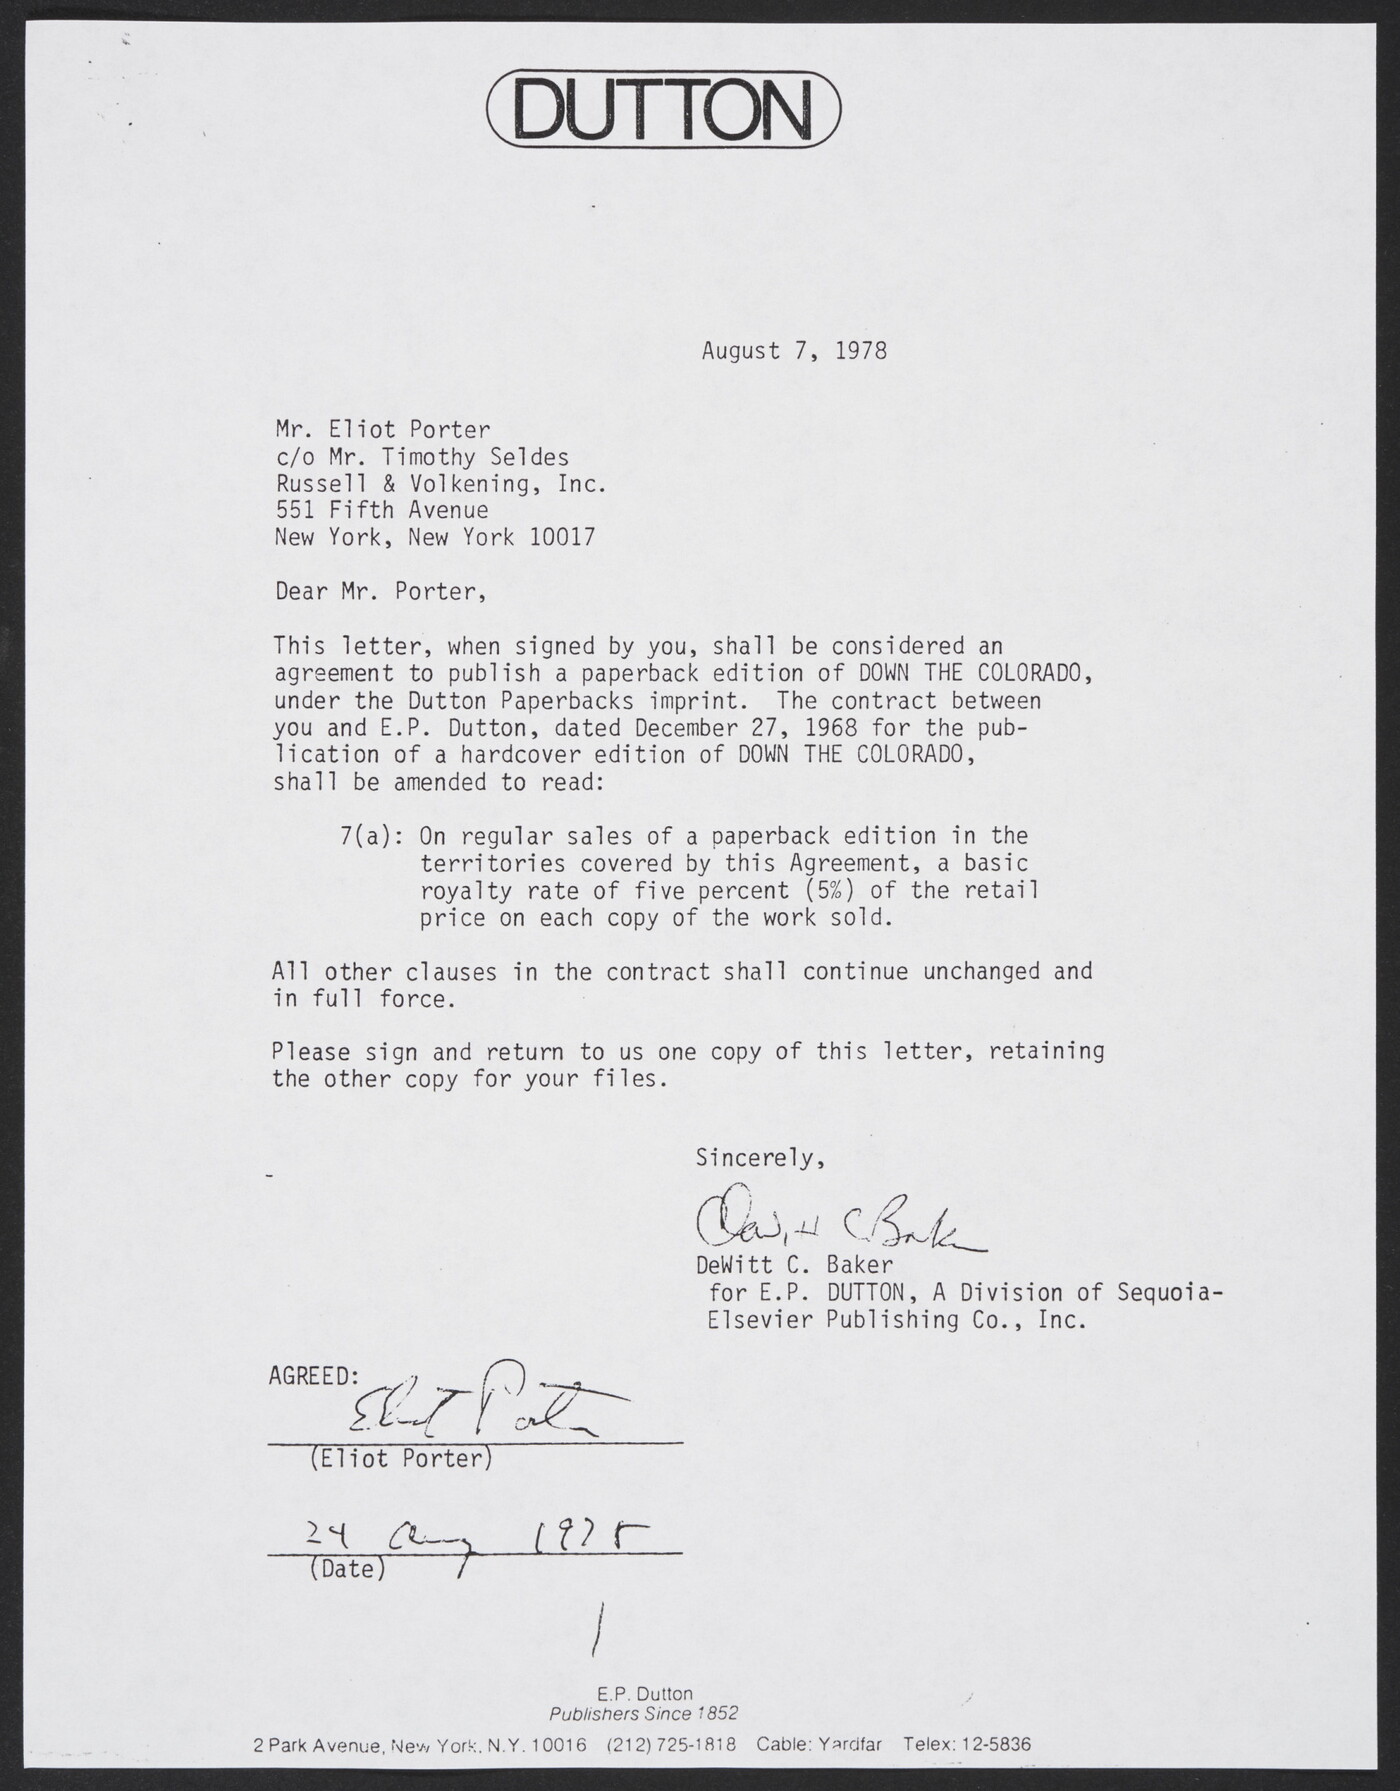 DUTTON
August 7, 1978
Mr. Eliot Porter
c/o Mr. Timothy Seldes
Russell & Volkening, Inc.
551 Fifth Avenue
New York, New York 10017
Dear Mr. Porter,
This letter, when signed by you, shall be considered an
agreement to publish a paperback edition of DOWN THE COLORADO,
under the Dutton Paperbacks imprint. The contract between
you and E.P. Dutton, dated December 27, 1968 for the pub-
lication of a hardcover edition of DOWN THE COLORADO,
shall be amended to read:
7(a): On regular sales of a paperback edition in the
territories covered by this Agreement, a basic
royalty rate of five percent (5%) of the retail
price on each copy of the work sold.
All other clauses in the contract shall continue unchanged and
in full force.
Please sign and return to us one copy of this letter, retaining
the other copy for your files.
Sincerely,
DeWitt C Baker
DeWitt C. Baker
for E.P. DUTTON, A Division of Sequoia-
Elsevier Publishing Co., Inc.
AGREED:
Eliot Porter
(Eliot Porter)
24 Aug
(Date)
E.P. Dutton
Publishers Since 1852
2 Park Avenue, New York, N.Y. 10016 (212) 725-1818 Cable: Yardfar Telex: 12-5836